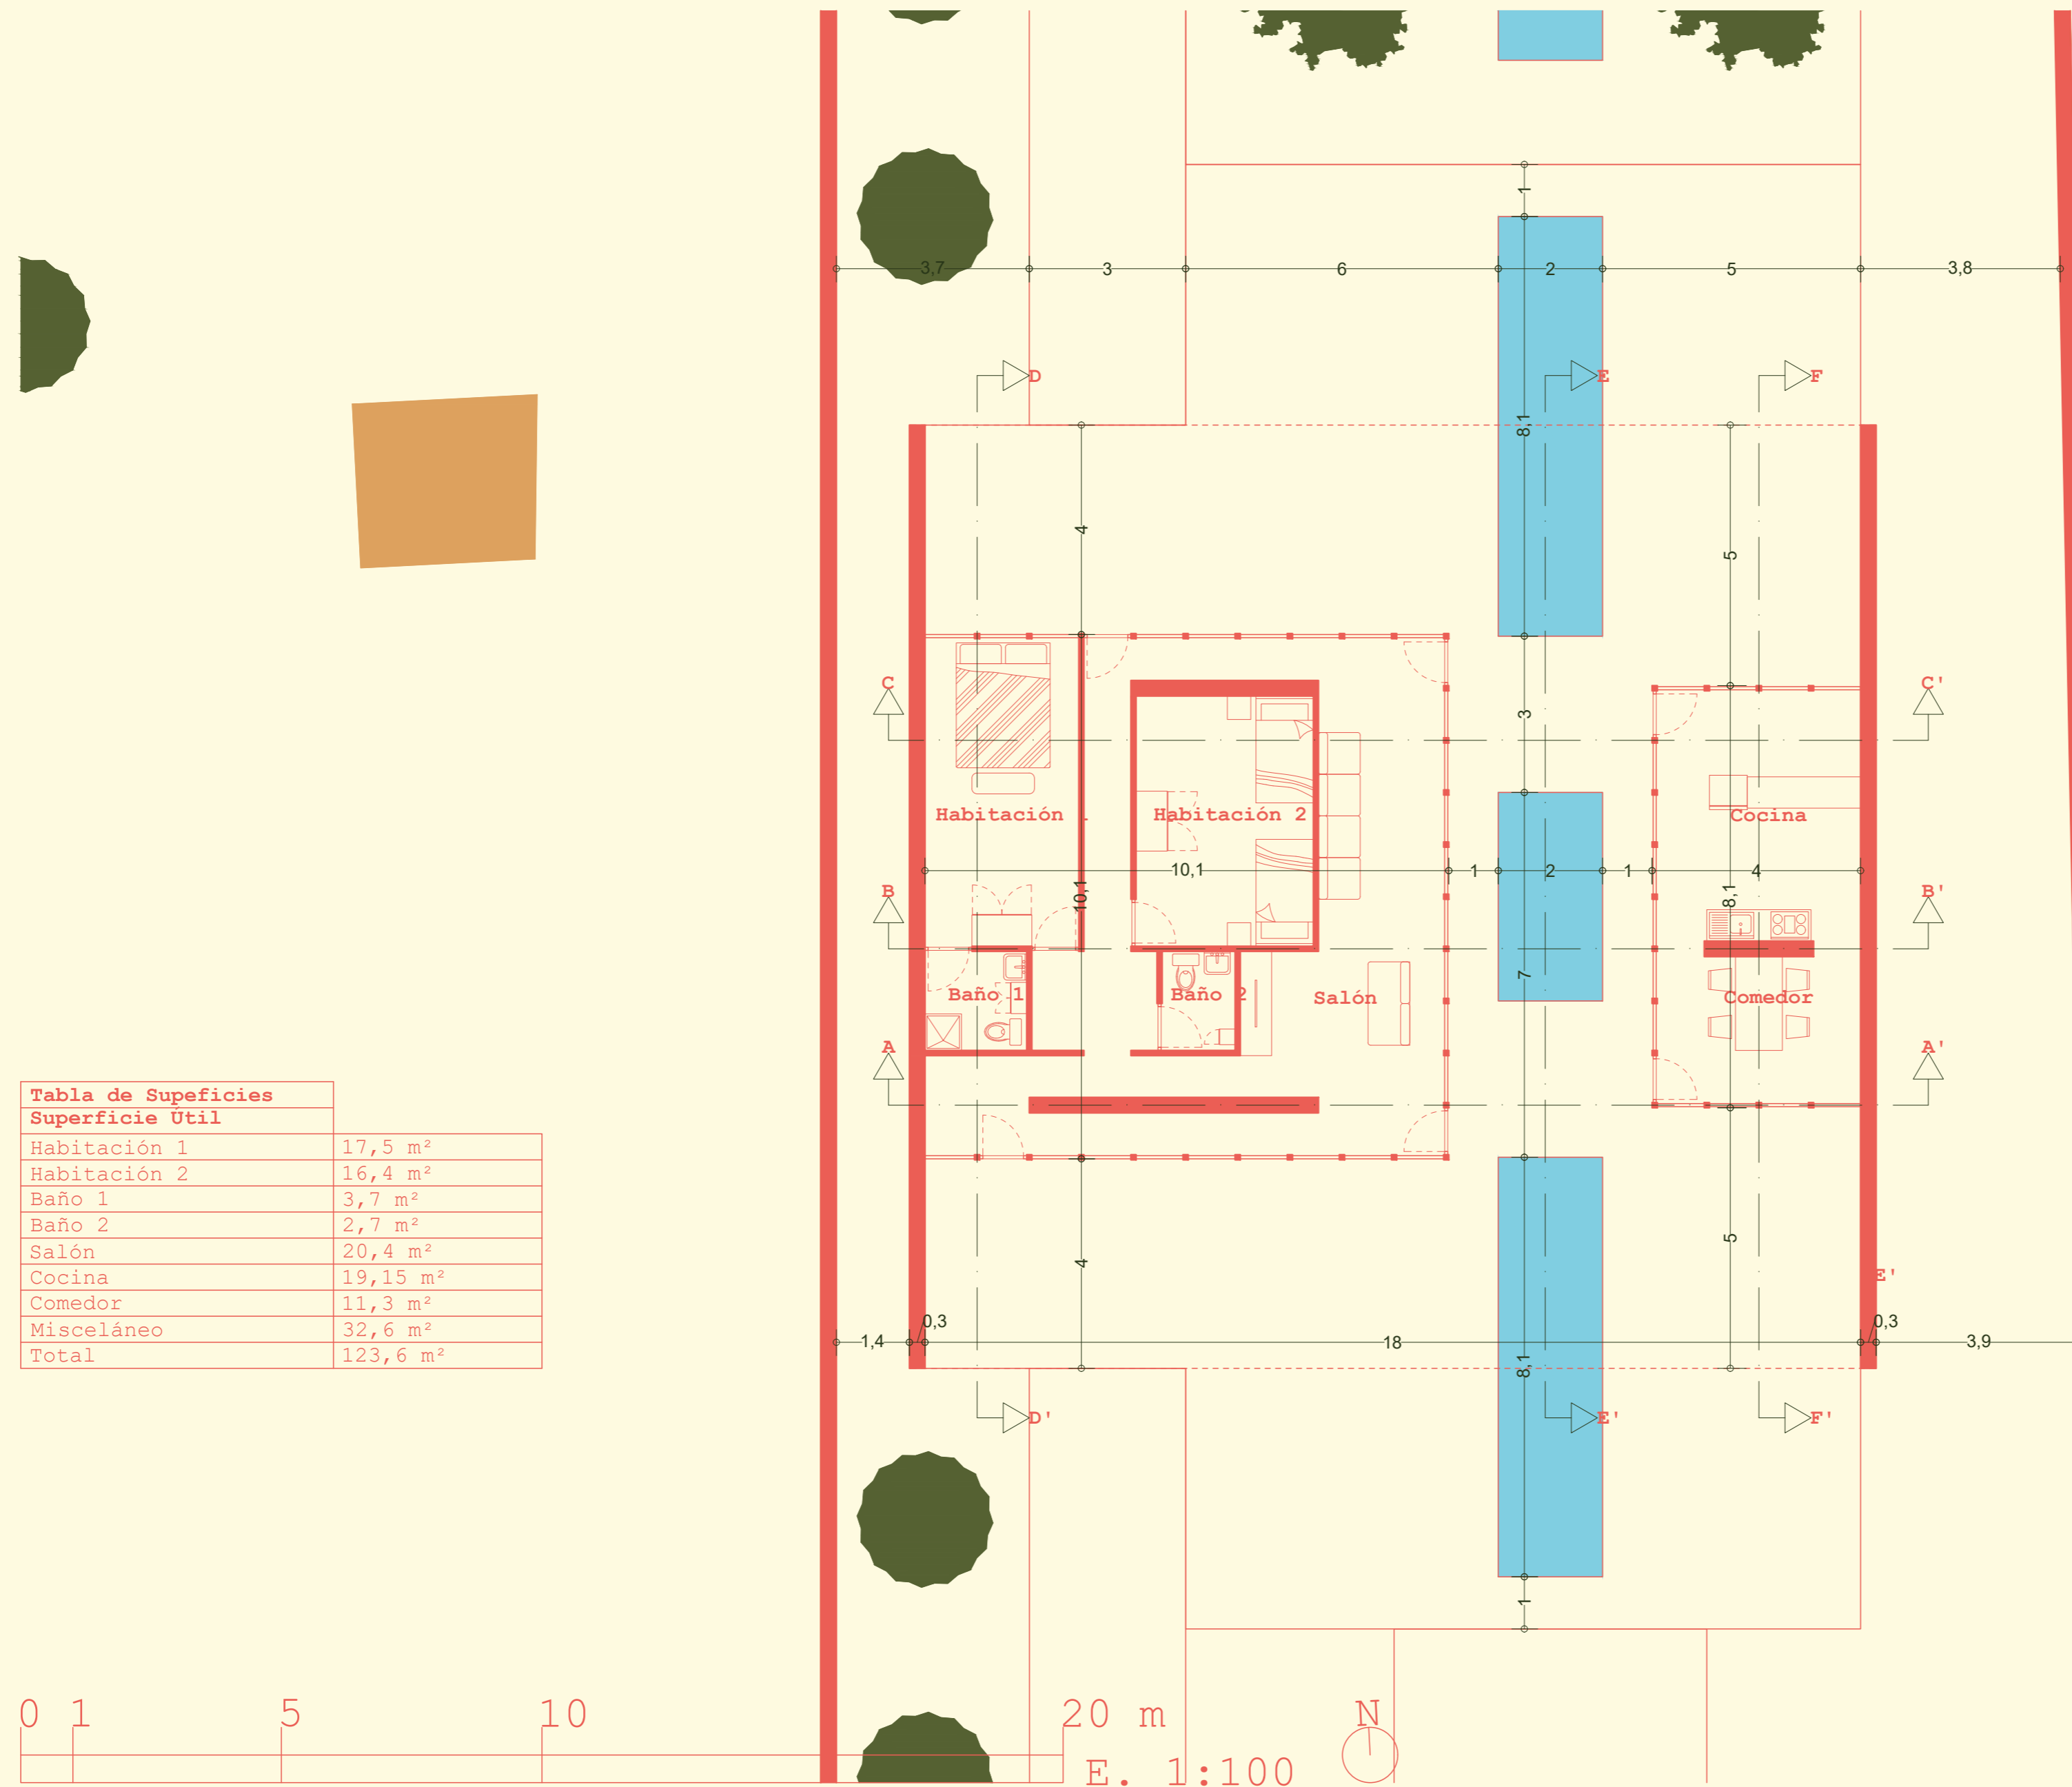 1
3,7 3 6 2 5 3,8
D E F
8,1
4 5
C C'
3
Habitación Habitación 2 Cocina
10,1 1 2 1 4
B 10,1 8,1 B'
7
Baño 1 Baño 2 Salón Comedor
A A'
Tabla de Supeficies
Superficie Útil
Habitación 1 17,5 m²
Habitación 2 16,4 m²
Baño 1 3,7 m²
Baño 2 2,7 m²
Salón 20,4 m²
Cocina 19,15 m²
Comedor 11,3 m²
Misceláneo 32,6 m²
Total 123,6 m²
4 5
E'
0,3 0,3
1,4 18 3,9
8,1
D' E' F'
1
0 1 5 10 20 m N
E. 1:100